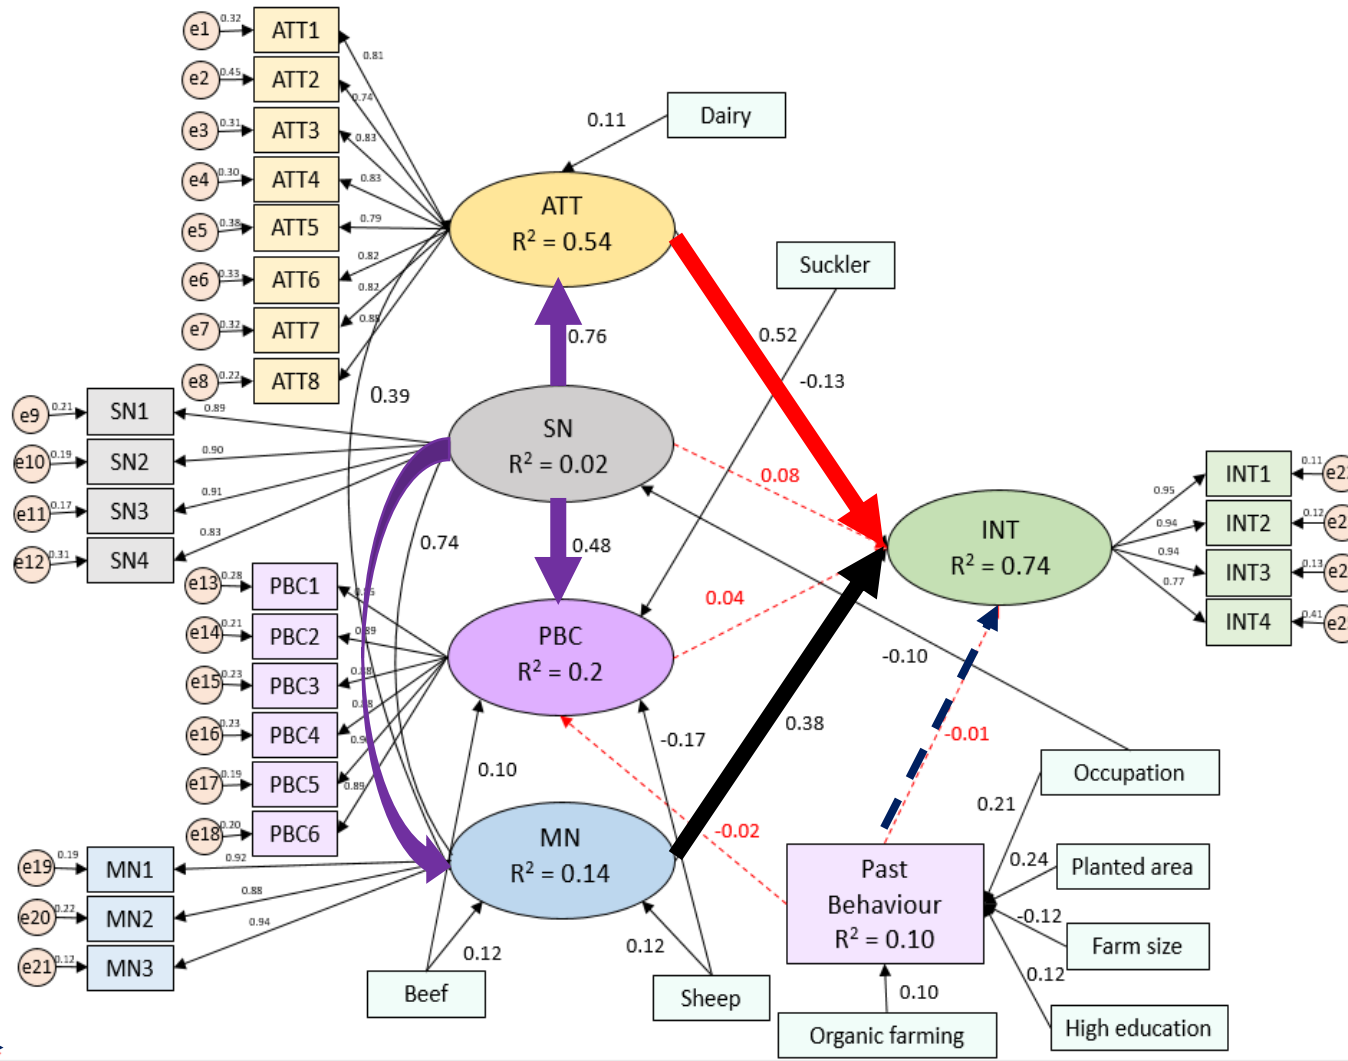 e1 0.32 ATT1
0.81
e2 0.45 ATT2
0.74
e3 0.31 ATT3
0.83
e4 0.30 ATT4
0.83
e5 0.38 ATT5
0.79
e6 0.33 ATT6
0.82
e7 0.32 ATT7
0.82
e8 0.22 ATT8
0.88
0.11
Dairy
ATT
R² = 0.54
Suckler
0.76
0.52
-0.13
0.39
e9 0.21 SN1
0.89
e10 0.19 SN2
0.90
e11 0.17 SN3
0.91
e12 0.31 SN4
0.83
SN
R² = 0.02
0.08
0.74
0.48
INT
R² = 0.74
0.95
INT1 0.11
0.94
INT2 0.12
0.94
INT3 0.13
0.77
INT4 0.41
e13 0.28 PBC1
e14 0.21 PBC2
0.89
e15 0.23 PBC3
0.88
e16 0.23 PBC4
0.88
e17 0.19 PBC5
e18 0.20 PBC6
0.89
PBC
R² = 0.2
0.04
-0.10
-0.17
0.38
-0.01
0.10
-0.02
e19 0.19 MN1
0.92
e20 0.22 MN2
0.88
e21 0.12 MN3
0.94
MN
R² = 0.14
0.12
0.12
Beef
Sheep
Past
Behaviour
R² = 0.10
Occupation
0.21
0.24
Planted area
-0.12
Farm size
0.12
High education
0.10
Organic farming